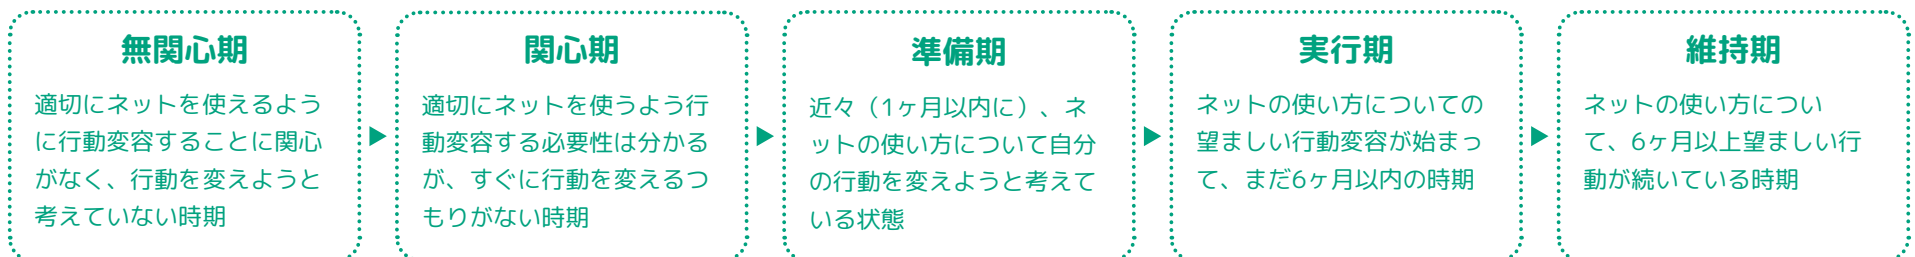 無関心期
適切にネットを使えるよう
に行動変容することに関心
がなく、行動を変えようと
考えていない時期
関心期
適切にネットを使うよう行
動変容する必要性は分かる
が、すぐに行動を変えるつ
もりがない時期
準備期
近々（1ヶ月以内に）、ネ
ットの使い方について自分
の行動を変えようと考えて
いる状態
実行期
ネットの使い方についての
望ましい行動変容が始まっ
て、まだ6ヶ月以内の時期
維持期
ネットの使い方につい
て、6ヶ月以上望ましい行
動が続いている時期